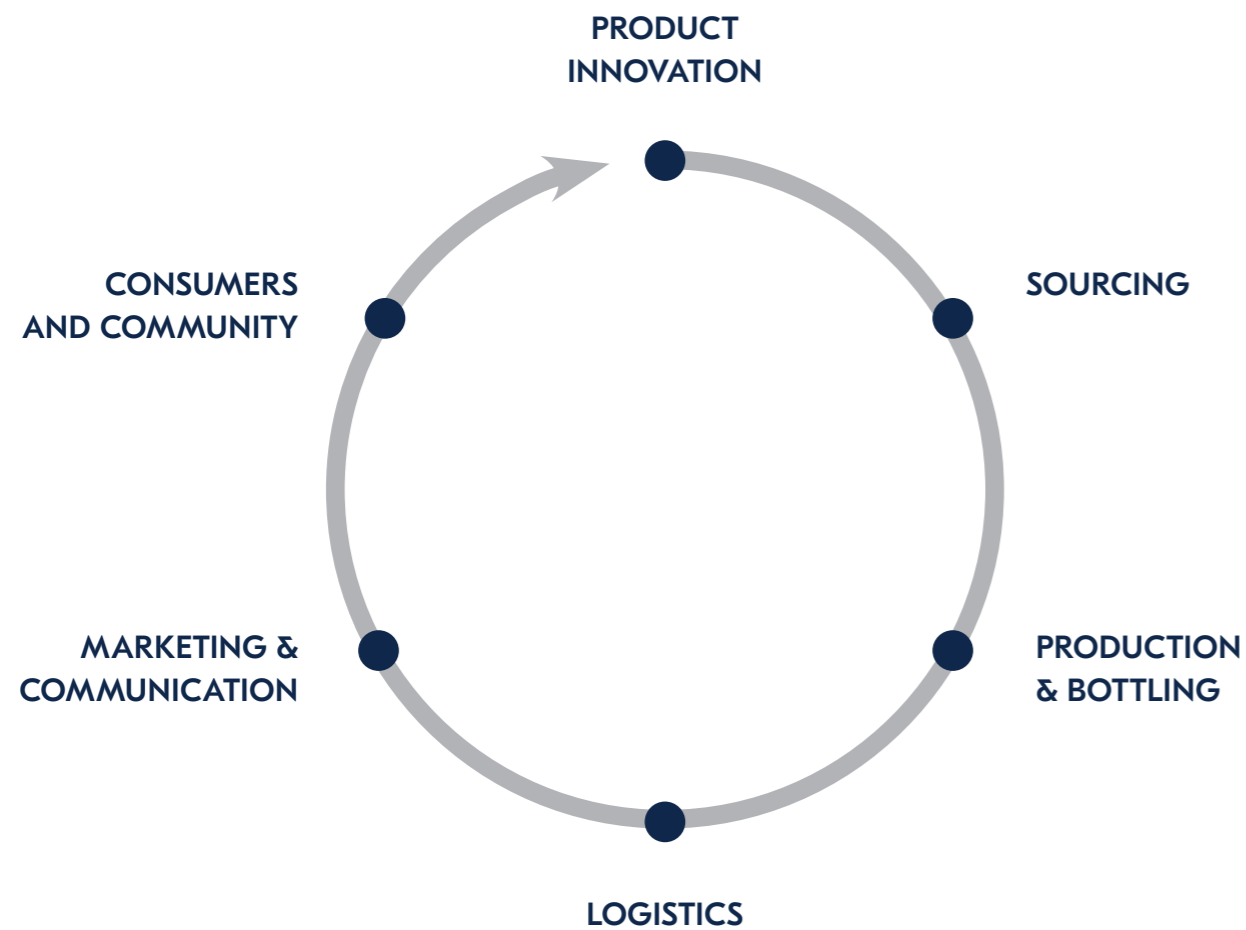 PRODUCT
INNOVATION
SOURCING
PRODUCTION
& BOTTLING
LOGISTICS
MARKETING &
COMMUNICATION
CONSUMERS
AND COMMUNITY